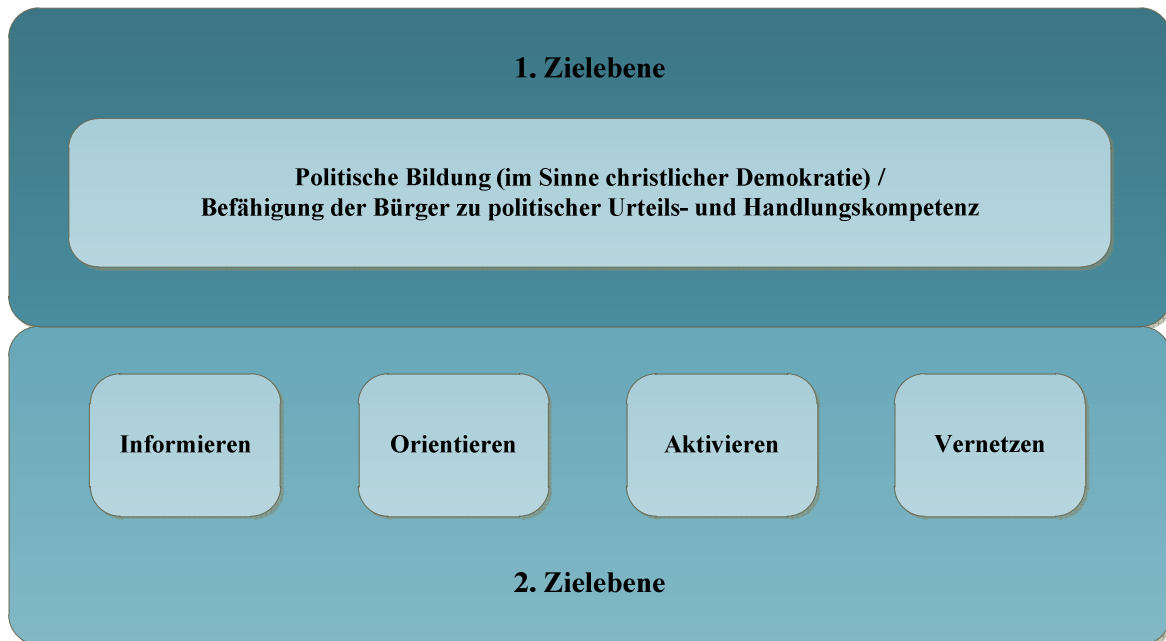 1. Zielebene
Politische Bildung (im Sinne christlicher Demokratie) /
Befähigung der Bürger zu politischer Urteils- und Handlungskompetenz
Informieren
Orientieren
Aktivieren
Vernetzen
2. Zielebene